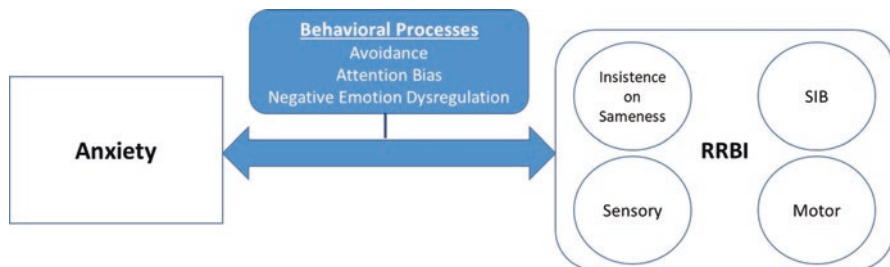 Behavioral Processes
Avoidance
Attention Bias
Negative Emotion Dysregulation
Anxiety
Insistence
on
Sameness
SIB
RRBI
Sensory
Motor